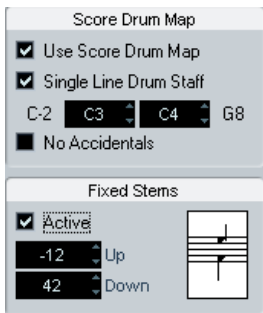 Score Drum Map
Use Score Drum Map
Single Line Drum Staff
C-2 C3 C4 G8
No Accidentals
Fixed Stems
Active
-12 Up
42 Down